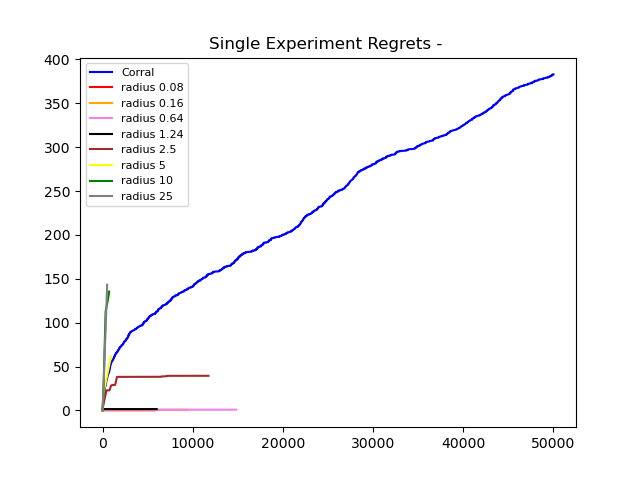 Single Experiment Regrets -
400
350
300
250
200
150
100
50
0
Corral
radius 0.08
radius 0.16
radius 0.64
radius 1.24
radius 2.5
radius 5
radius 10
radius 25
0 10000 20000 30000 40000 50000